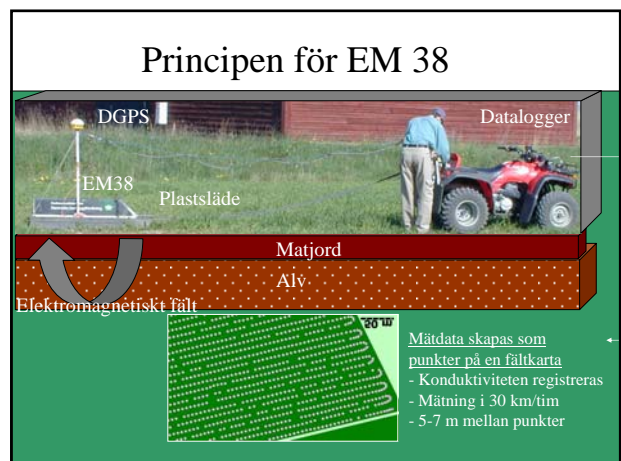 Principen för EM 38
DGPS
Datalogger
EM38
Plastsläde
Matjord
Alv
Elektromagnetiskt fält
50 m
Mätdata skapas som
punkter på en fältkarta
- Konduktiviteten registreras
- Mätning i 30 km/tim
- 5-7 m mellan punkter